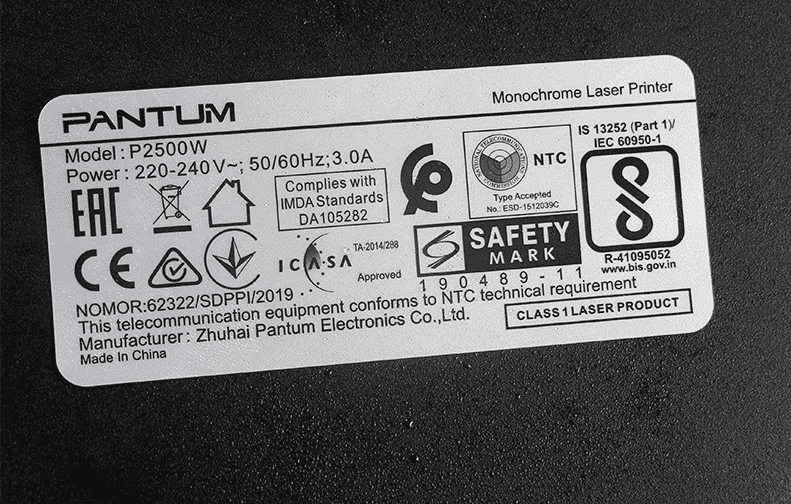 PANTUM
Monochrome Laser Printer
Model : P2500W
Power : 220-240V~; 50/60Hz;3.0A
EAC
Complies with
IMDA Standards
DA105282
NATIONAL TELECOMMUNICATIONS COMMISSION
NTC
Type Accepted
No.: ESD-1512039C
IS 13252 (Part 1)/
IEC 60950-1
R-41095052
www.bis.gov.in
CE
ICASA
TA-2014/288
Approved
SAFETY
MARK
190489-11
NOMOR:62322/SDPPI/2019
This telecommunication equipment conforms to NTC technical requirement
Manufacturer : Zhuhai Pantum Electronics Co.,Ltd.
CLASS 1 LASER PRODUCT
Made In China